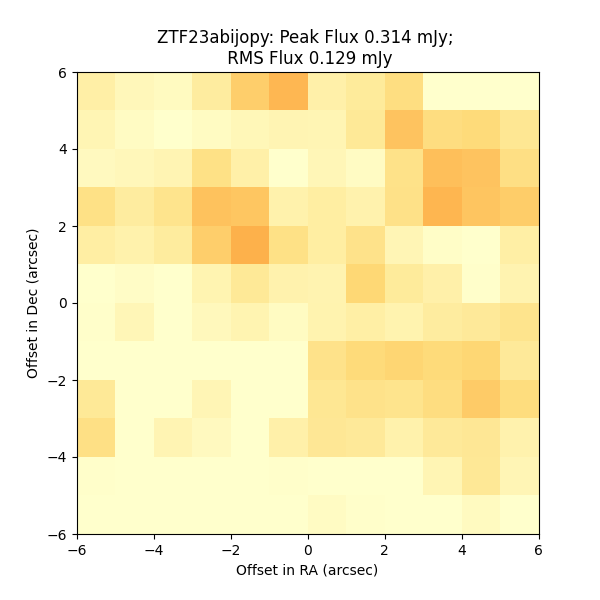 ZTF23abijopy: Peak Flux 0.314 mJy;
RMS Flux 0.129 mJy
6
4
2
0
−2
−4
−6
Offset in Dec (arcsec)
−6 −4 −2 0 2 4 6
Offset in RA (arcsec)